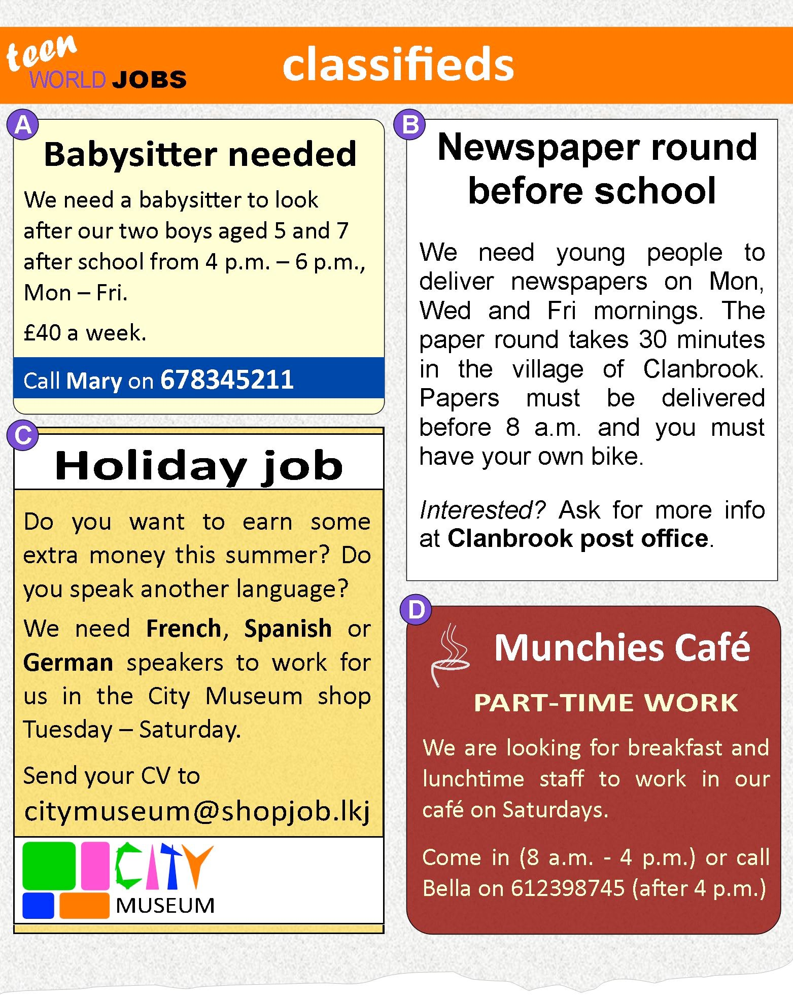 teen
WORLD JOBS
classifieds
A
Babysitter needed
We need a babysitter to look
after our two boys aged 5 and 7
after school from 4 p.m. – 6 p.m.,
Mon – Fri.
£40 a week.
Call Mary on 678345211
B
Newspaper round
before school
We need young people to
deliver newspapers on Mon,
Wed and Fri mornings. The
paper round takes 30 minutes
in the village of Clanbrook.
Papers must be delivered
before 8 a.m. and you must
have your own bike.
Interested? Ask for more info
at Clanbrook post office.
C
Holiday job
Do you want to earn some
extra money this summer? Do
you speak another language?
We need French, Spanish or
German speakers to work for
us in the City Museum shop
Tuesday – Saturday.
Send your CV to
citymuseum@shopjob.lkj
CITY
MUSEUM
D
Munchies Café
PART-TIME WORK
We are looking for breakfast and
lunchtime staff to work in our
café on Saturdays.
Come in (8 a.m. - 4 p.m.) or call
Bella on 612398745 (after 4 p.m.)